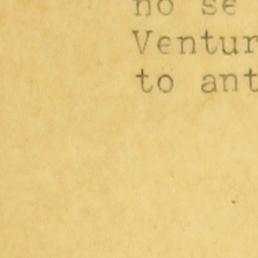 no se
Ventur
to ant